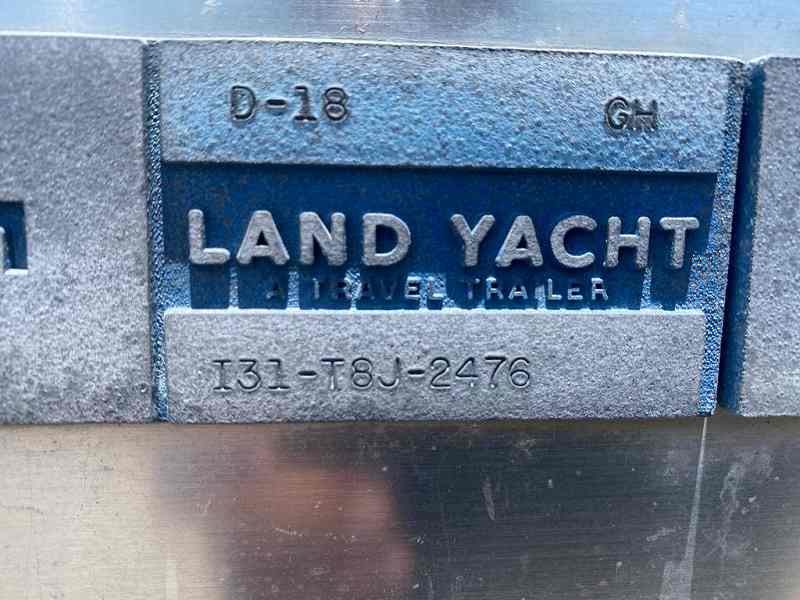 D-18 GH
LAND YACHT
A TRAVEL TRAILER
I31-T8J-2476